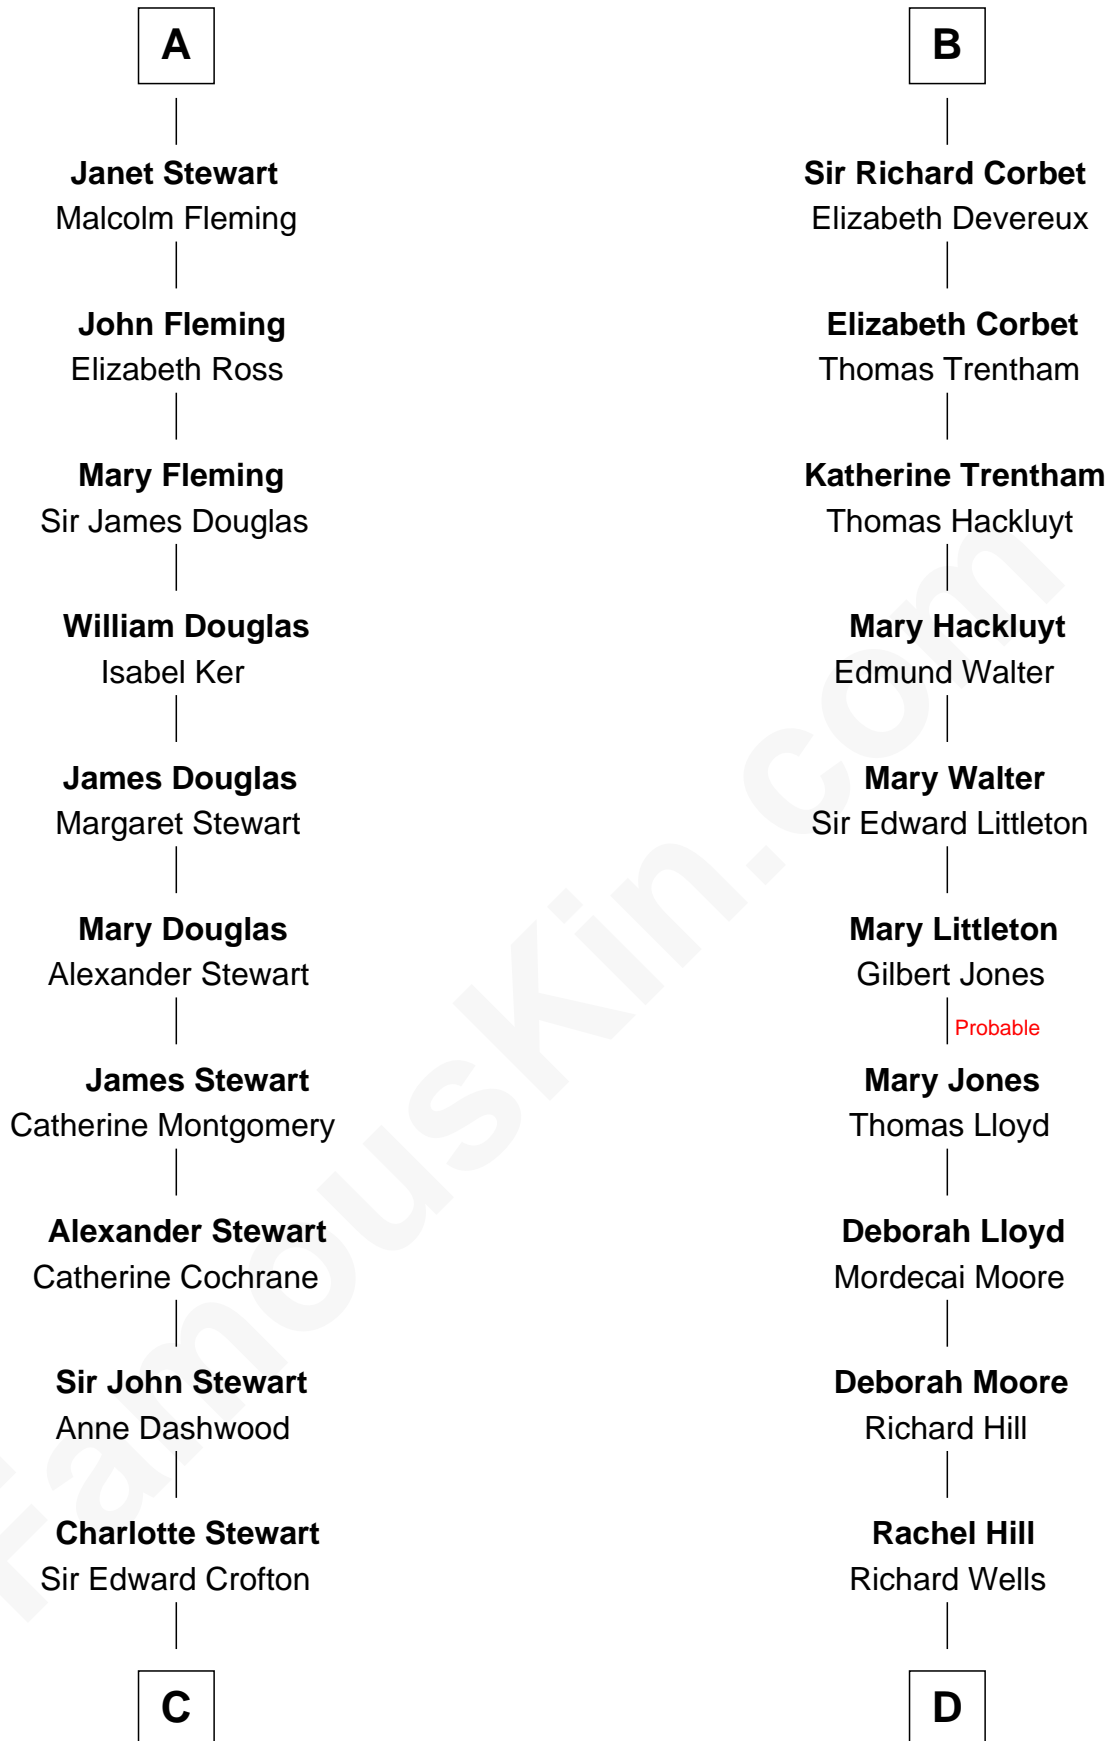 A
Janet Stewart
Malcolm Fleming
John Fleming
Elizabeth Ross
Mary Fleming
Sir James Douglas
William Douglas
Isabel Ker
James Douglas
Margaret Stewart
Mary Douglas
Alexander Stewart
James Stewart
Catherine Montgomery
Alexander Stewart
Catherine Cochrane
Sir John Stewart
Anne Dashwood
Charlotte Stewart
Sir Edward Crofton
C
B
Sir Richard Corbet
Elizabeth Devereux
Elizabeth Corbet
Thomas Trentham
Katherine Trentham
Thomas Hackluyt
Mary Hackluyt
Edmund Walter
Mary Walter
Sir Edward Littleton
Mary Littleton
Gilbert Jones
Probable
Mary Jones
Thomas Lloyd
Deborah Lloyd
Mordecai Moore
Deborah Moore
Richard Hill
Rachel Hill
Richard Wells
D
FamousKin.com